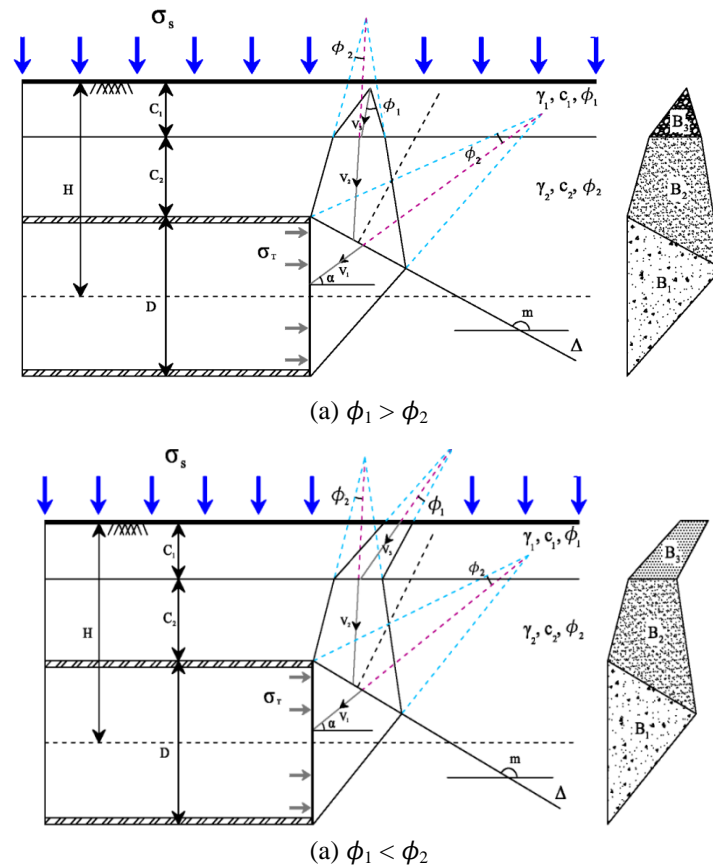 σs
ϕ2
C1
ϕ1
γ1, c1, ϕ1
B3
V3
ϕ2
C2
H
V2
γ2, c2, ϕ2
B2
σT
V1
α
B1
D
m
Δ
(a) ϕ1 > ϕ2
σs
ϕ2
ϕ1
C1
V3
γ1, c1, ϕ1
B3
ϕ2
C2
V2
γ2, c2, ϕ2
B2
H
σT
V1
α
B1
D
m
Δ
(a) ϕ1 < ϕ2